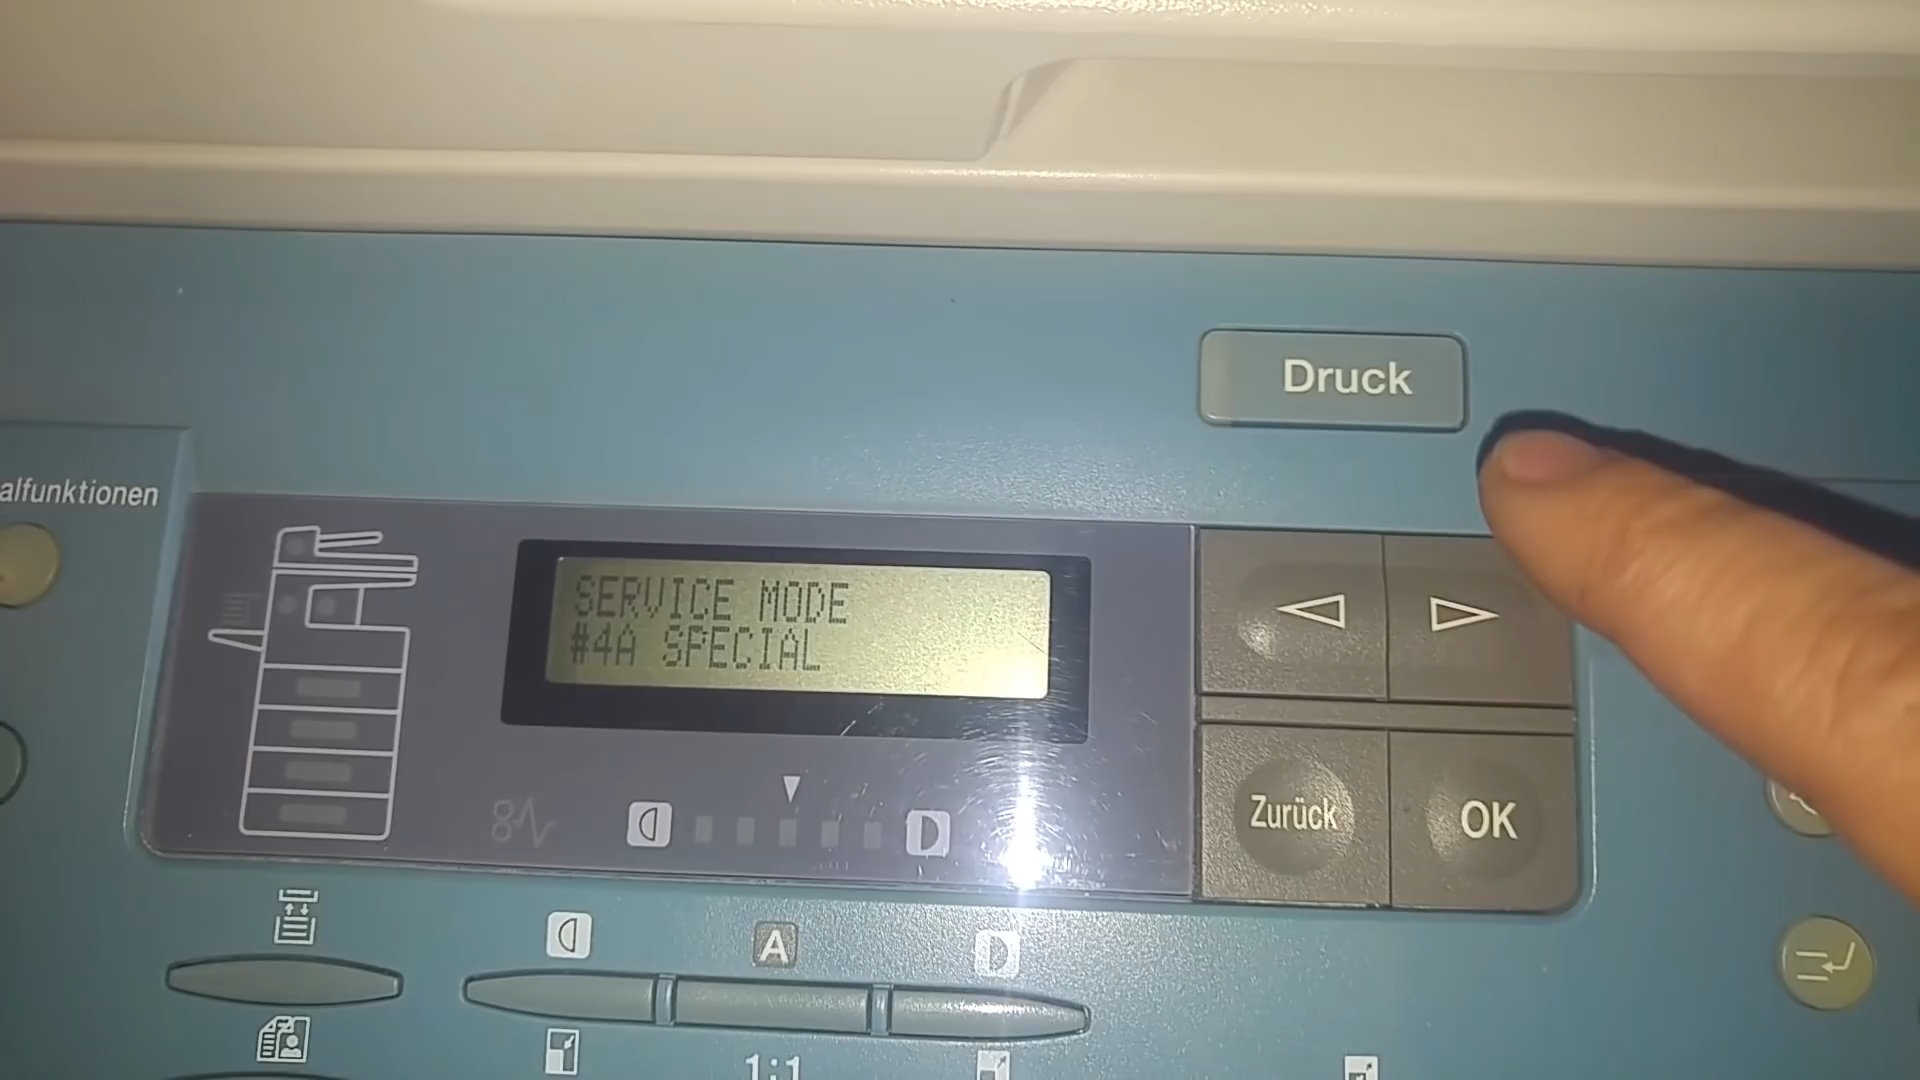 Druck
alfunktionen
SERVICE MODE
#4A SPECIAL
Zurück
OK
A
1:1